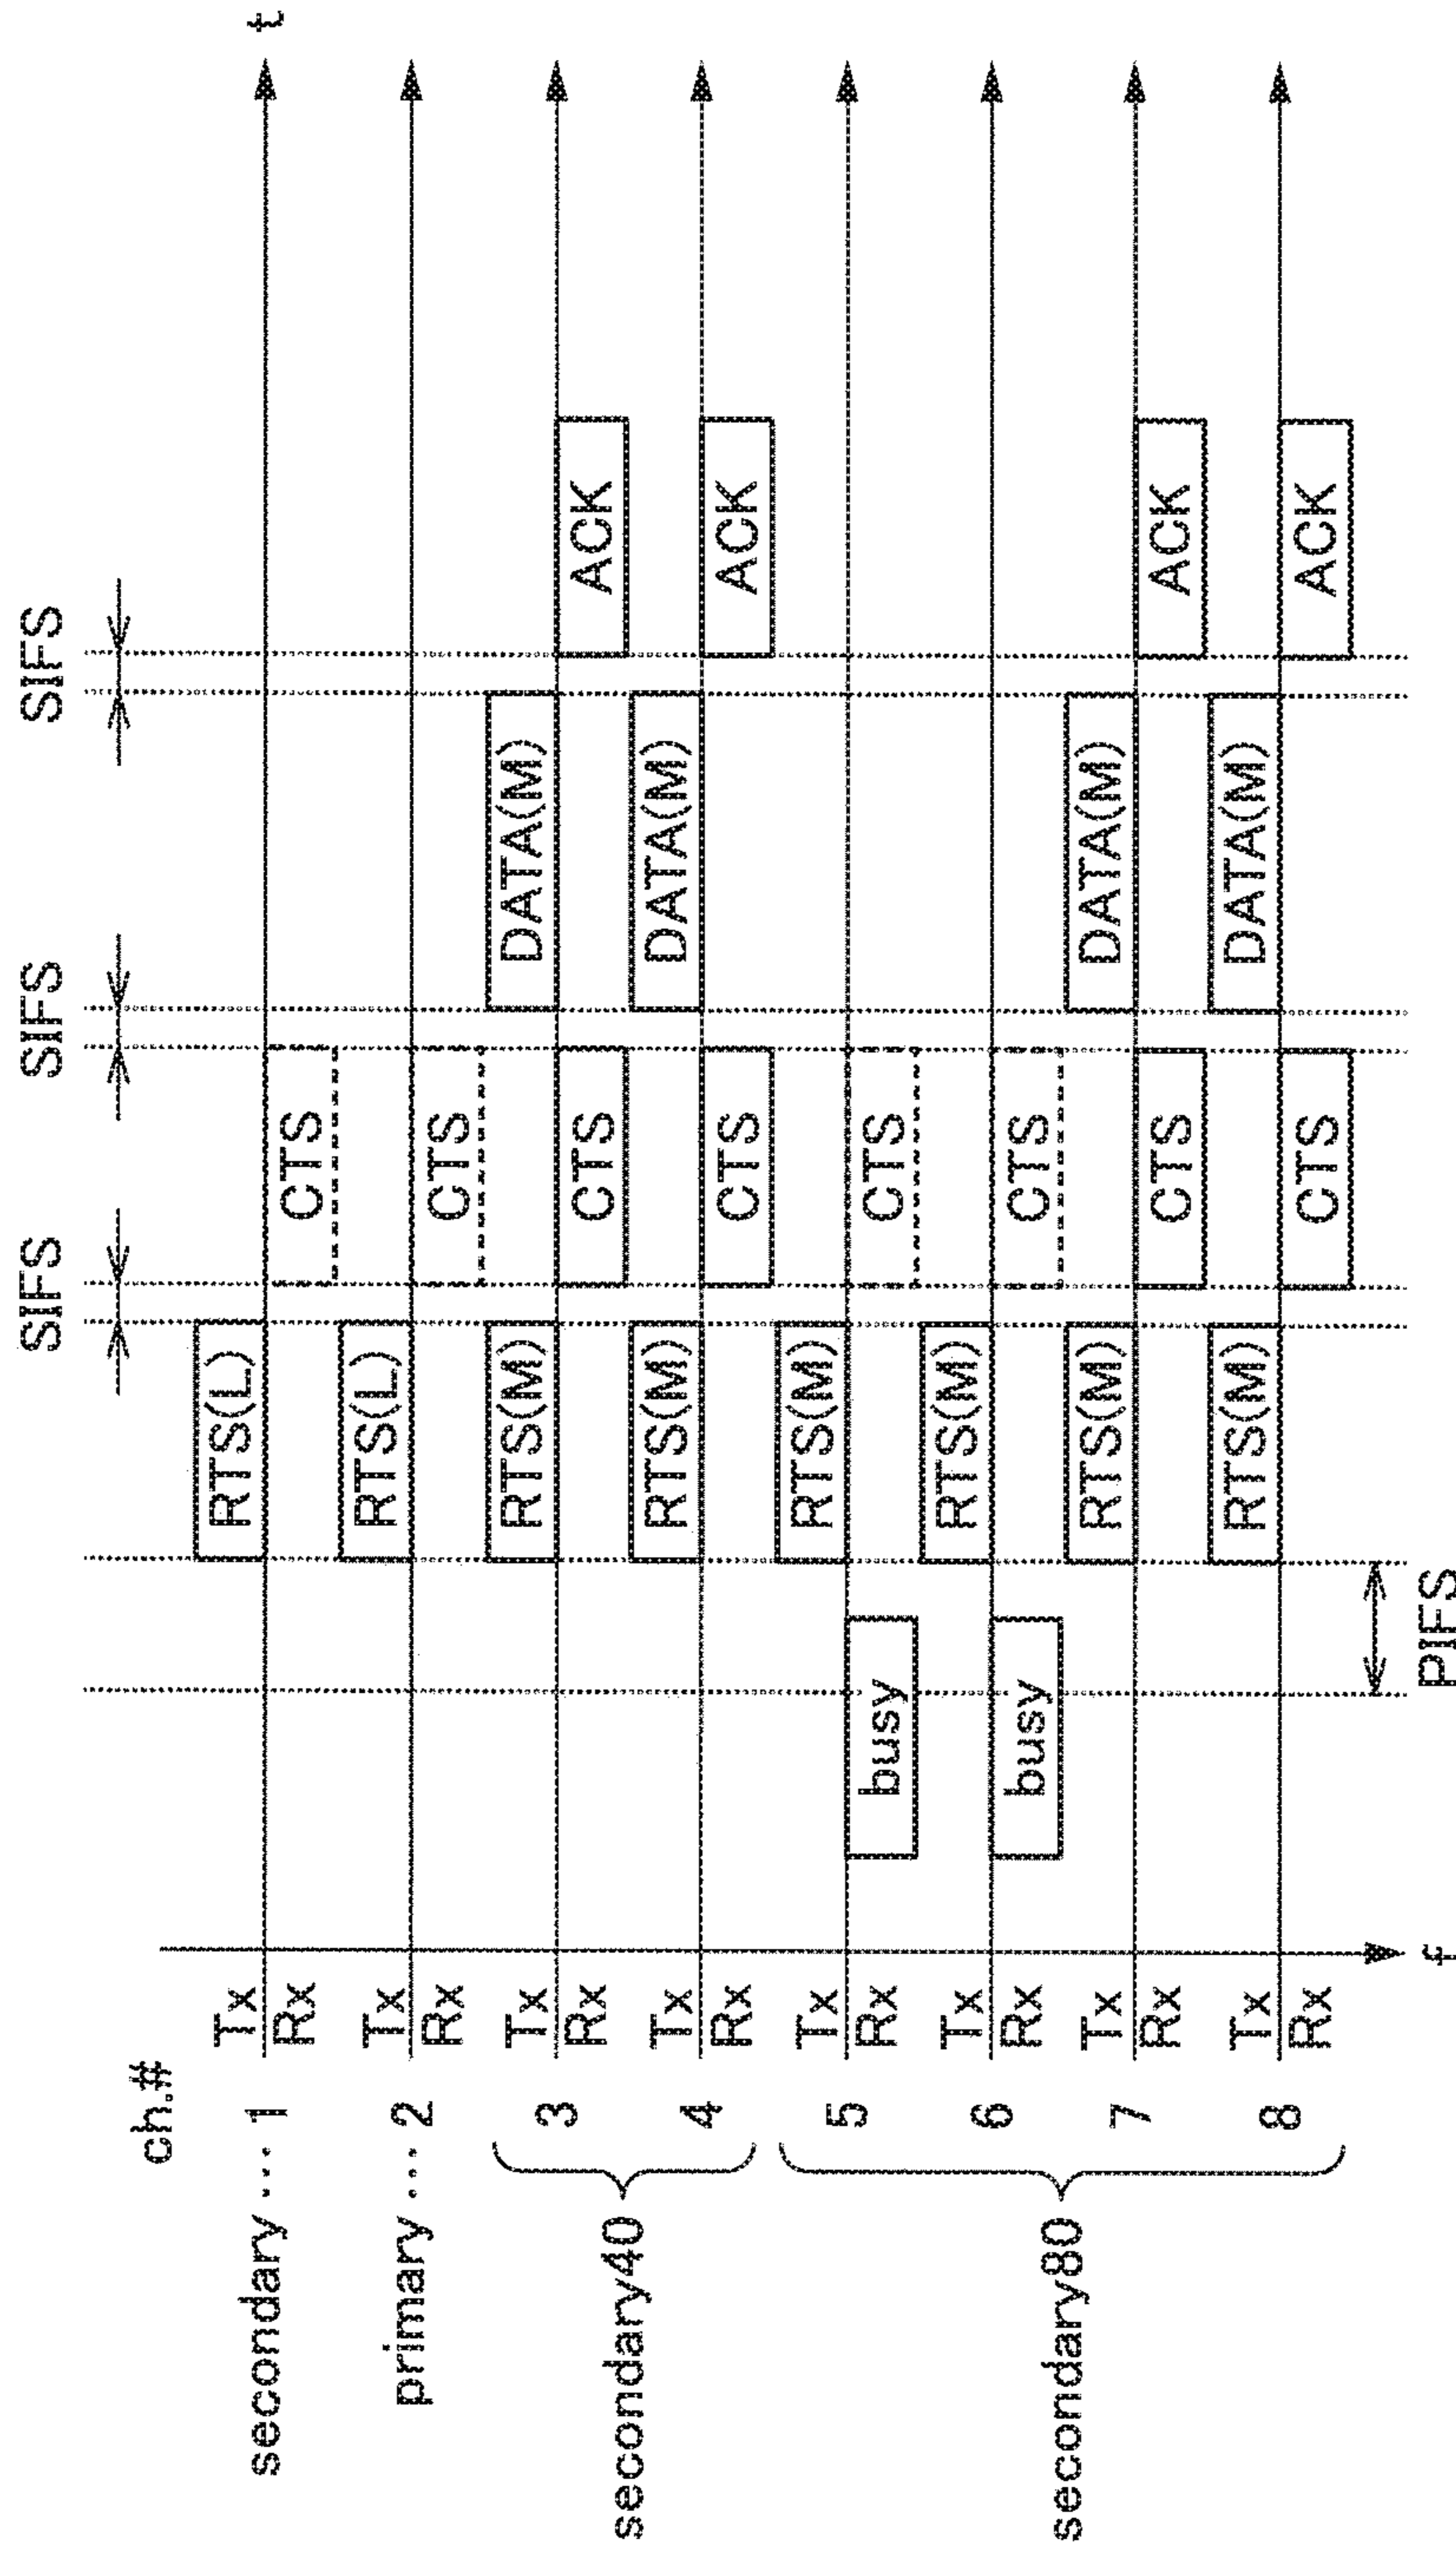 SIFS SIFS SIFS
t
ch.#
secondary ... 1 Tx Rx RTS(L) CTS
primary ... 2 Tx Rx RTS(L) CTS
secondary40
3 Tx Rx RTS(M) CTS DATA(M) ACK
4 Tx Rx RTS(M) CTS DATA(M) ACK
secondary80
5 Tx Rx busy RTS(M) CTS
6 Tx Rx busy RTS(M) CTS
7 Tx Rx RTS(M) CTS DATA(M) ACK
8 Tx Rx RTS(M) CTS DATA(M) ACK
f
PIFS